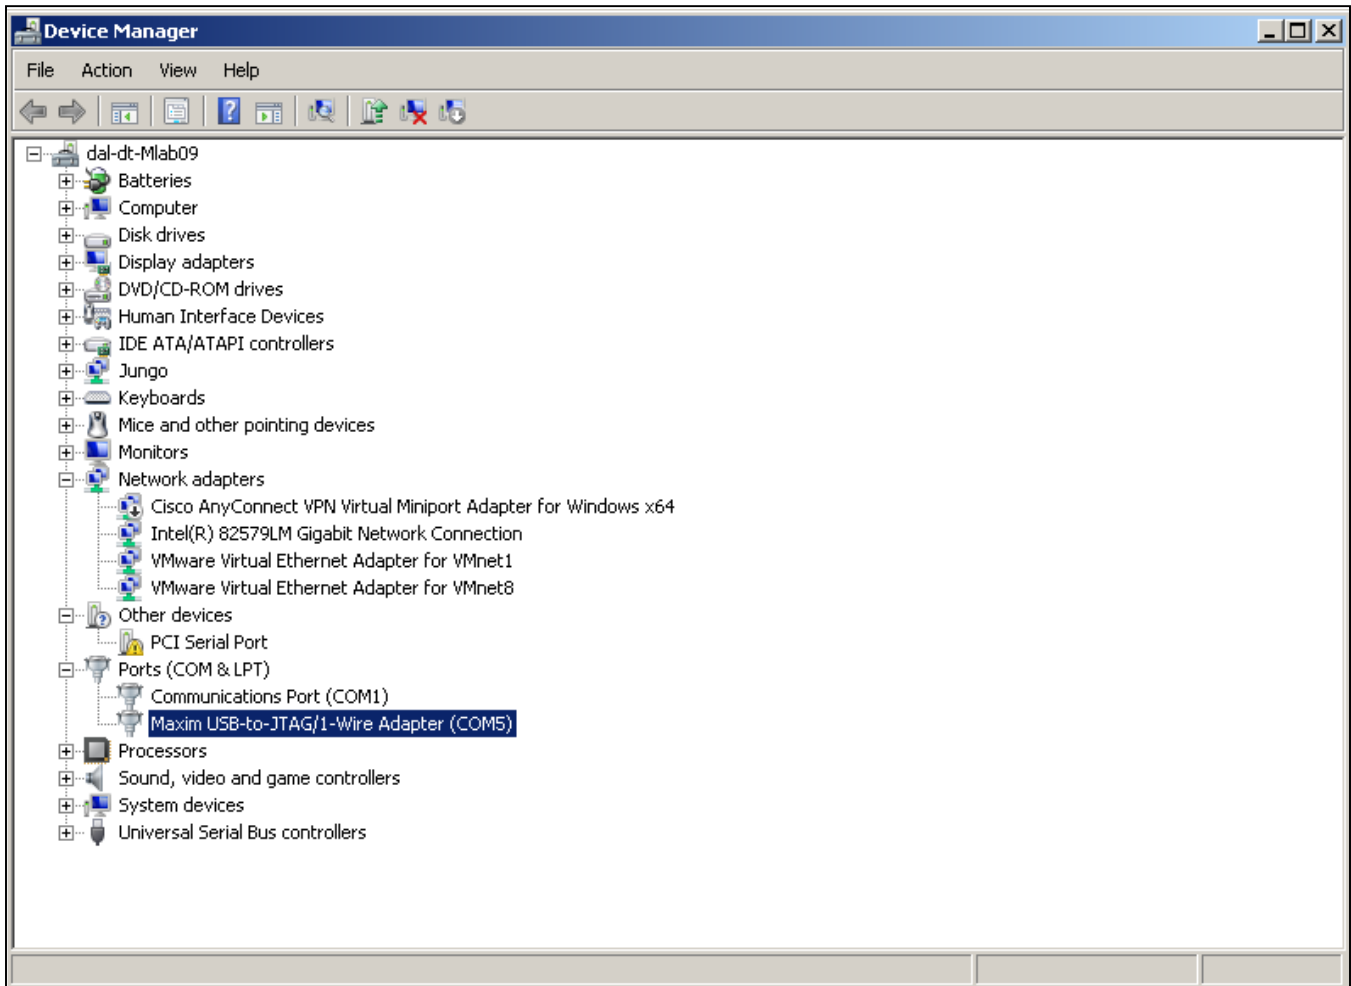 Device Manager
File Action View Help
dal-dt-Mlab09
Batteries
Computer
Disk drives
Display adapters
DVD/CD-ROM drives
Human Interface Devices
IDE ATA/ATAPI controllers
Jungo
Keyboards
Mice and other pointing devices
Monitors
Network adapters
Cisco AnyConnect VPN Virtual Miniport Adapter for Windows x64
Intel(R) 82579LM Gigabit Network Connection
VMware Virtual Ethernet Adapter for VMnet1
VMware Virtual Ethernet Adapter for VMnet8
Other devices
PCI Serial Port
Ports (COM & LPT)
Communications Port (COM1)
Maxim USB-to-JTAG/1-Wire Adapter (COM5)
Processors
Sound, video and game controllers
System devices
Universal Serial Bus controllers